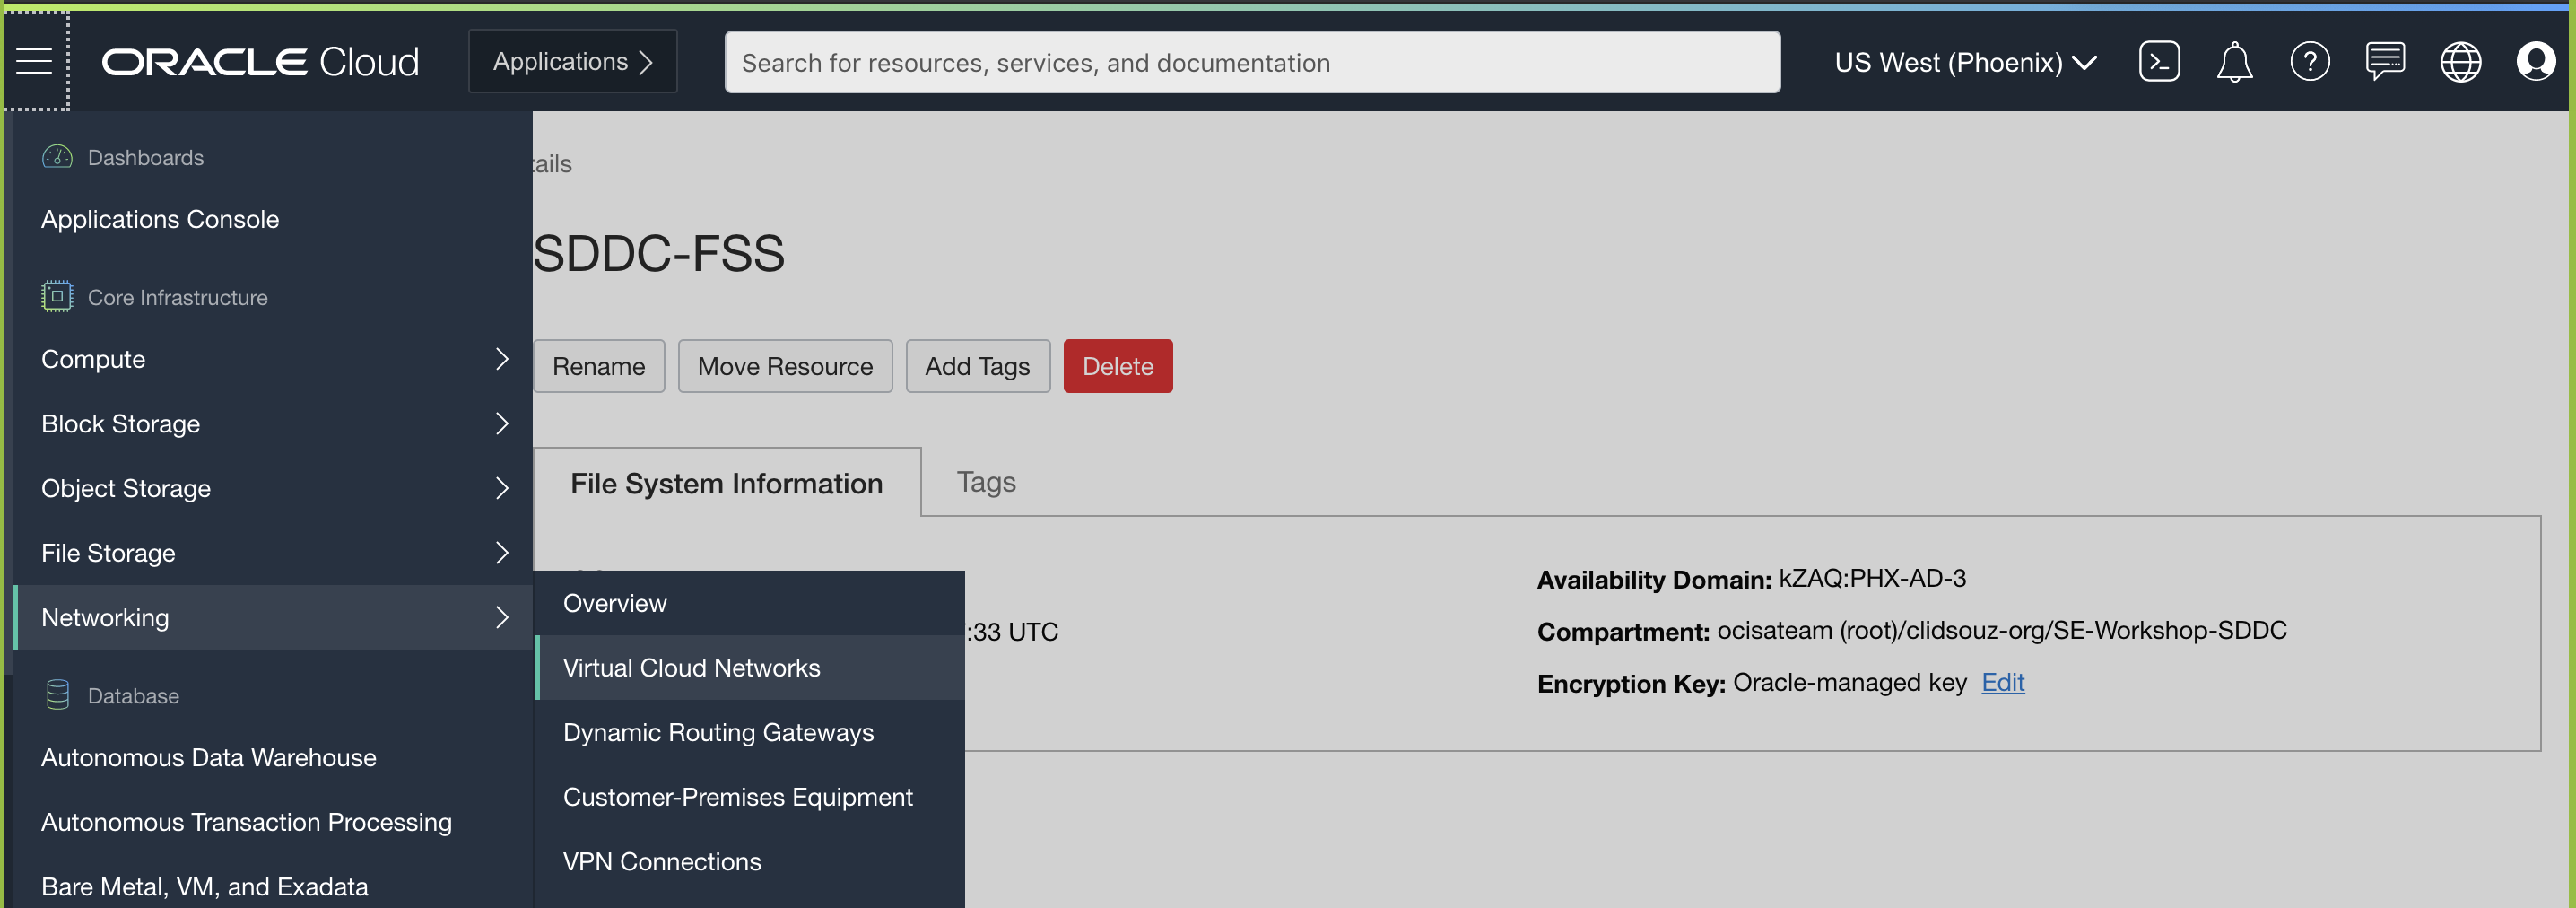 ORACLE Cloud
Applications
Search for resources, services, and documentation
US West (Phoenix)
Dashboards
Applications Console
Core Infrastructure
Compute
Block Storage
Object Storage
File Storage
Networking
Database
Autonomous Data Warehouse
Autonomous Transaction Processing
Bare Metal, VM, and Exadata
Overview
Virtual Cloud Networks
Dynamic Routing Gateways
Customer-Premises Equipment
VPN Connections
tails
SDDC-FSS
Rename
Move Resource
Add Tags
Delete
File System Information
Tags
:33 UTC
Availability Domain: kZAQ:PHX-AD-3
Compartment: ocisateam (root)/clidsouz-org/SE-Workshop-SDDC
Encryption Key: Oracle-managed key Edit